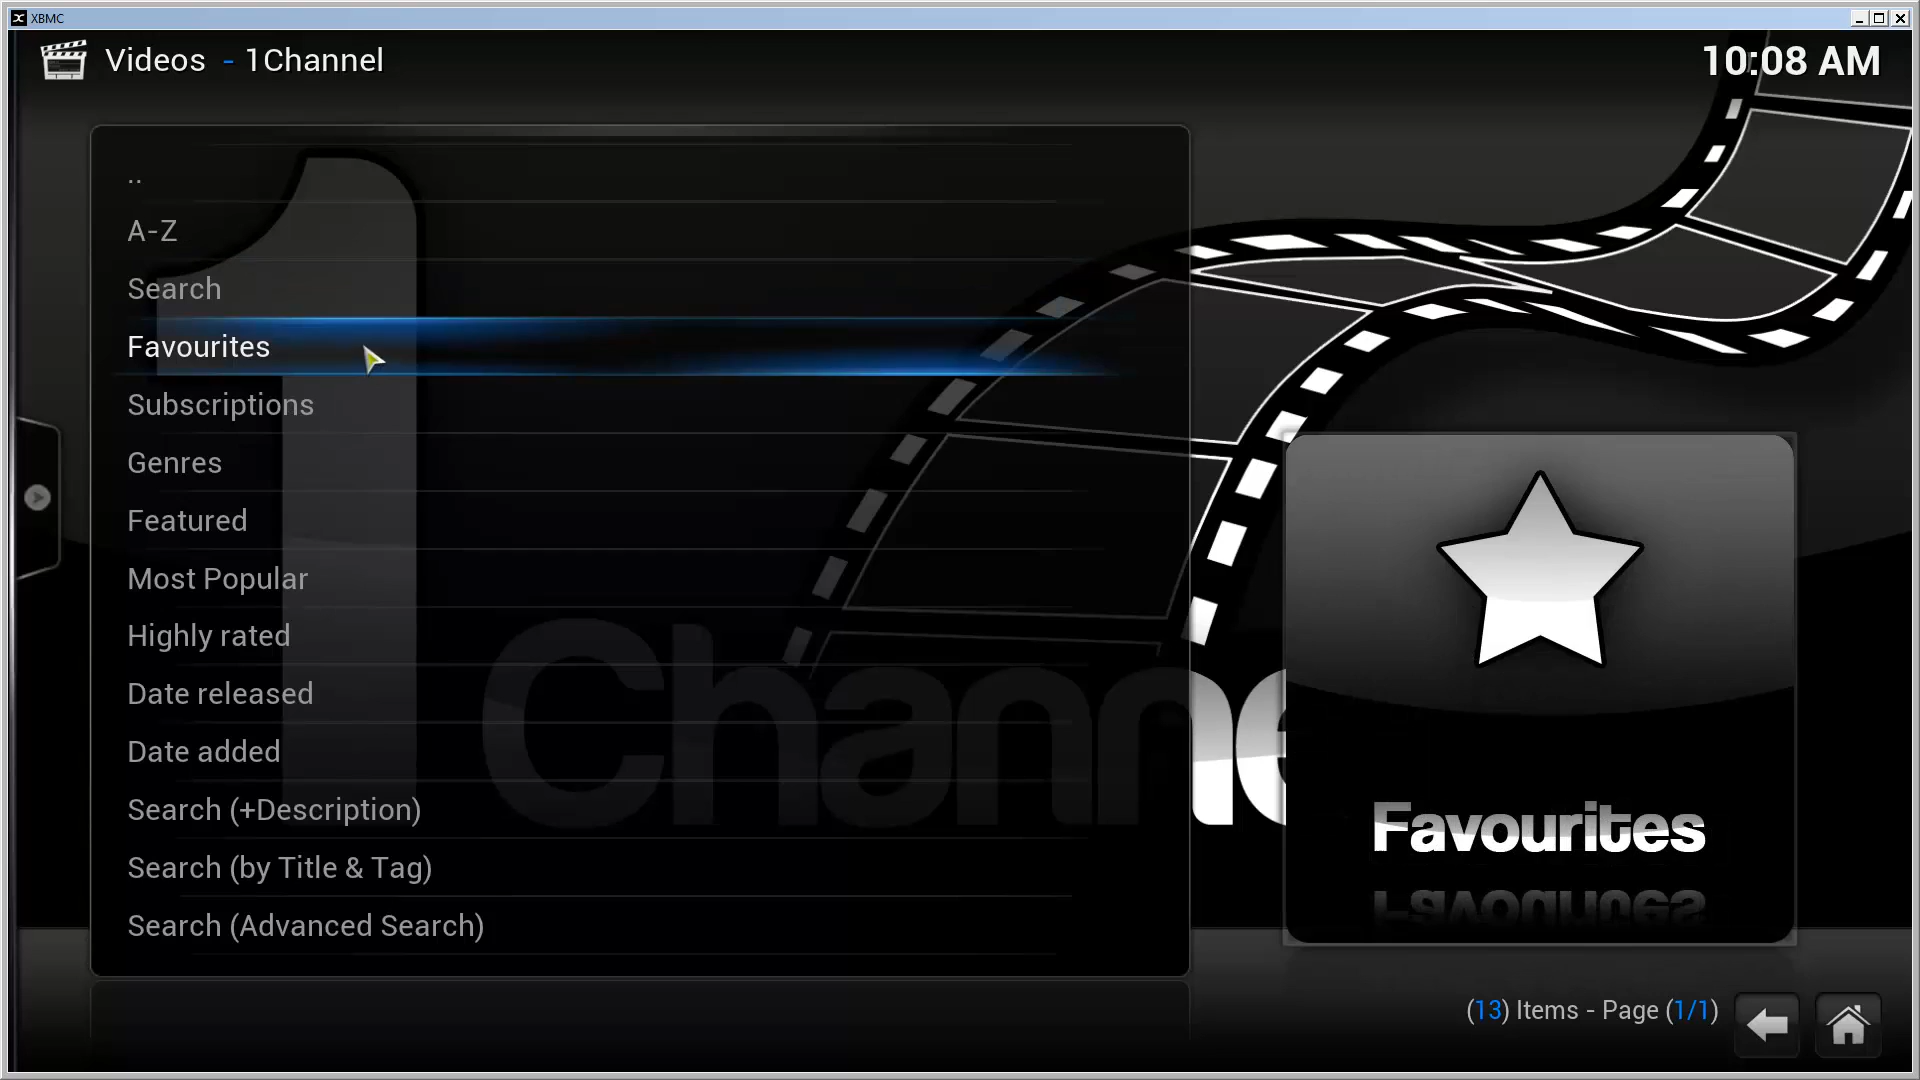 XBMC
Videos - 1Channel
10:08 AM
..
A-Z
Search
Favourites
Subscriptions
Genres
Featured
Most Popular
Highly rated
Date released
Date added
Search (+Description)
Search (by Title & Tag)
Search (Advanced Search)
1
Channe
Favourites
(13) Items - Page (1/1)